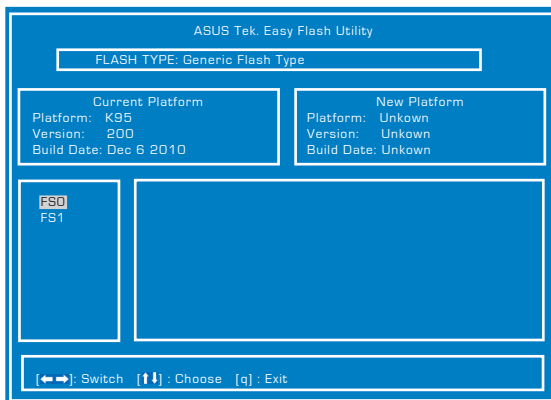 ASUS Tek. Easy Flash Utility
FLASH TYPE: Generic Flash Type
Current Platform
Platform: K95
Version: 200
Build Date: Dec 6 2010
New Platform
Platform: Unkown
Version: Unkown
Build Date: Unkown
FS0
FS1
[←→]: Switch [↑↓] : Choose [q] : Exit